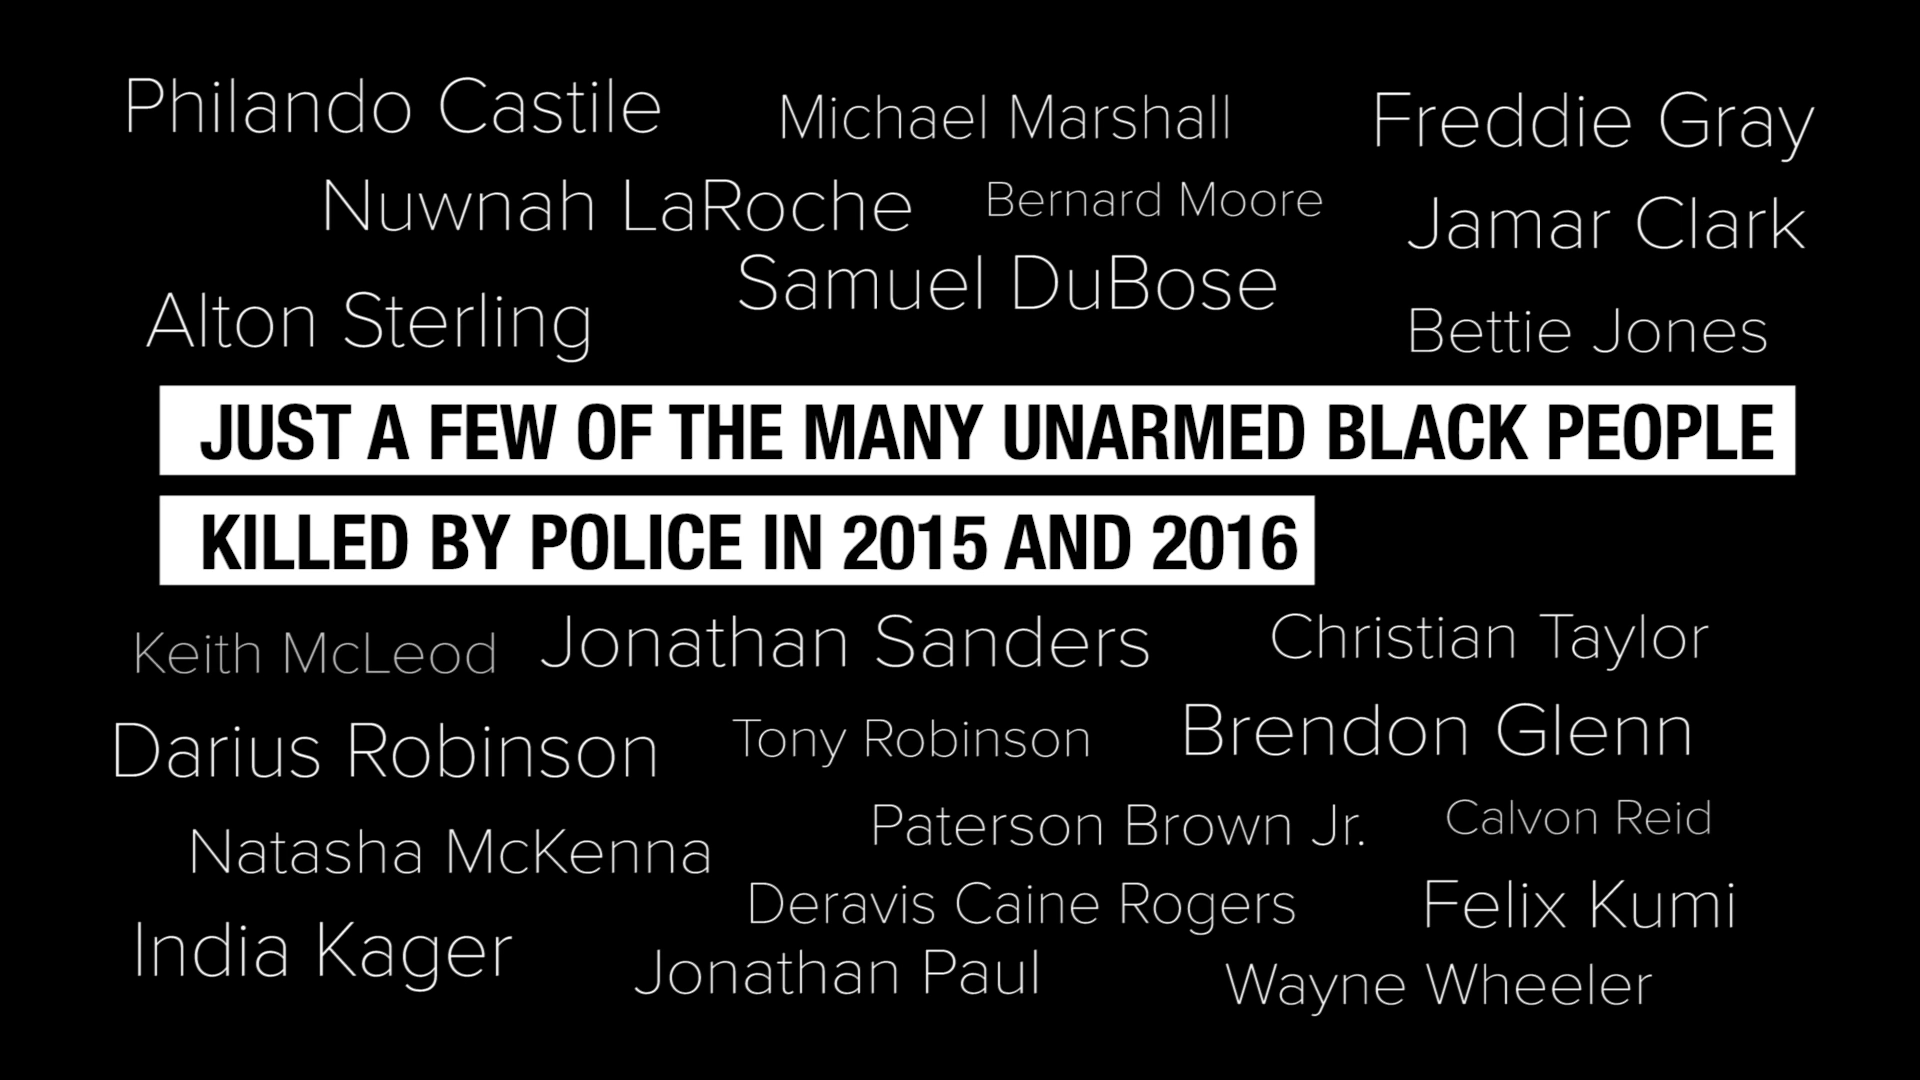 Philando Castile
Michael Marshall
Freddie Gray
Nuwnah LaRoche
Bernard Moore
Jamar Clark
Samuel DuBose
Alton Sterling
Bettie Jones
JUST A FEW OF THE MANY UNARMED BLACK PEOPLE
KILLED BY POLICE IN 2015 AND 2016
Keith McLeod
Jonathan Sanders
Christian Taylor
Darius Robinson
Tony Robinson
Brendon Glenn
Natasha McKenna
Paterson Brown Jr.
Calvon Reid
Deravis Caine Rogers
Felix Kumi
India Kager
Jonathan Paul
Wayne Wheeler